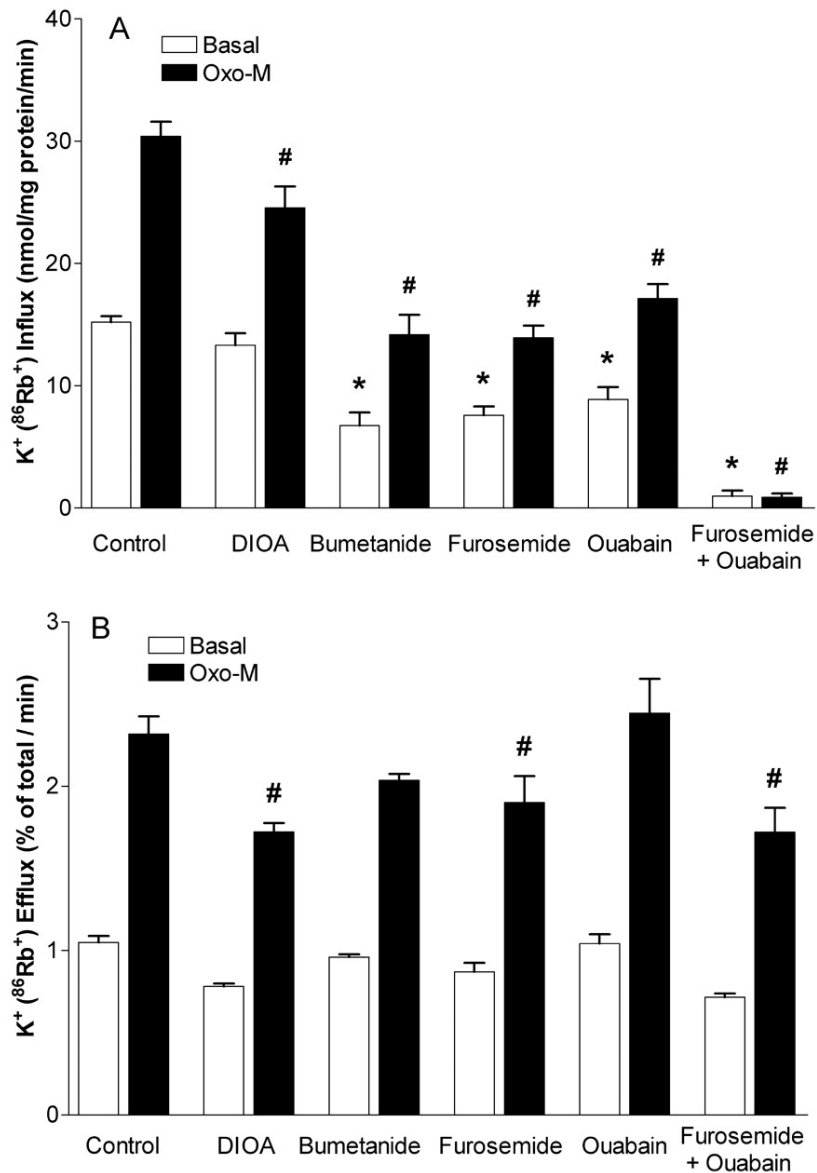 A
Basal
Oxo-M
K⁺ (⁸⁶Rb⁺) Influx (nmol/mg protein/min)
40
30
20
10
0
#
#
#
#
*
*
*
*
#
Control DIOA Bumetanide Furosemide Ouabain Furosemide
+ Ouabain
B
Basal
Oxo-M
K⁺ (⁸⁶Rb⁺) Efflux (% of total / min)
3
2
1
0
#
#
#
Control DIOA Bumetanide Furosemide Ouabain Furosemide
+ Ouabain